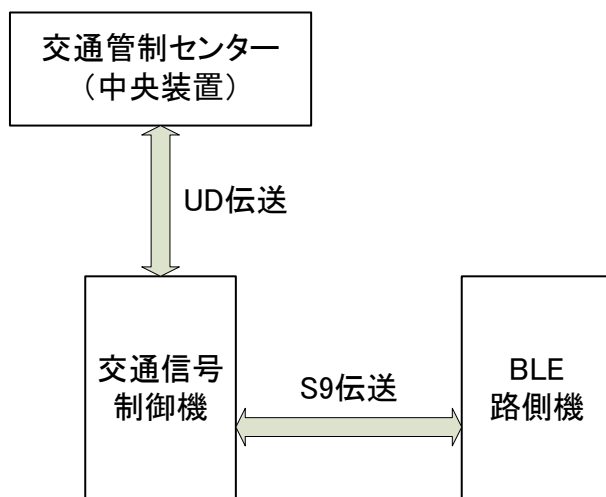 交通管制センター
（中央装置）
UD伝送
交通信号
制御機
S9伝送
BLE
路側機